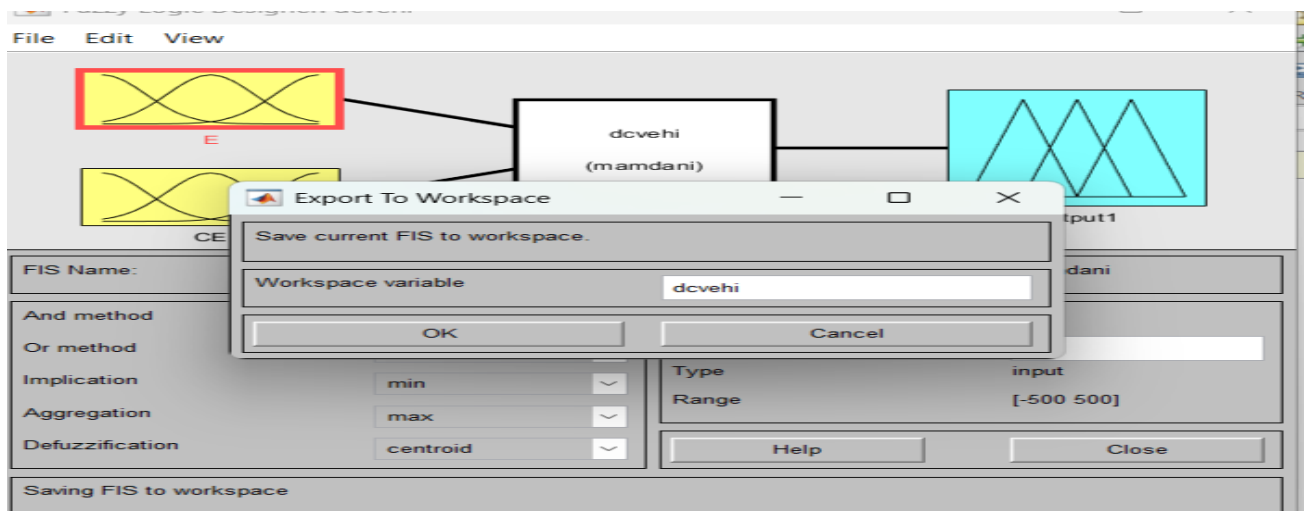 File Edit View
E
dcvehi
(mamdani)
Export To Workspace
CE
tput1
Save current FIS to workspace.
FIS Name:
dani
Workspace variable
dcvehi
And method
OK
Cancel
Or method
Implication
min
Type
input
Aggregation
max
Range
[-500 500]
Defuzzification
centroid
Help
Close
Saving FIS to workspace